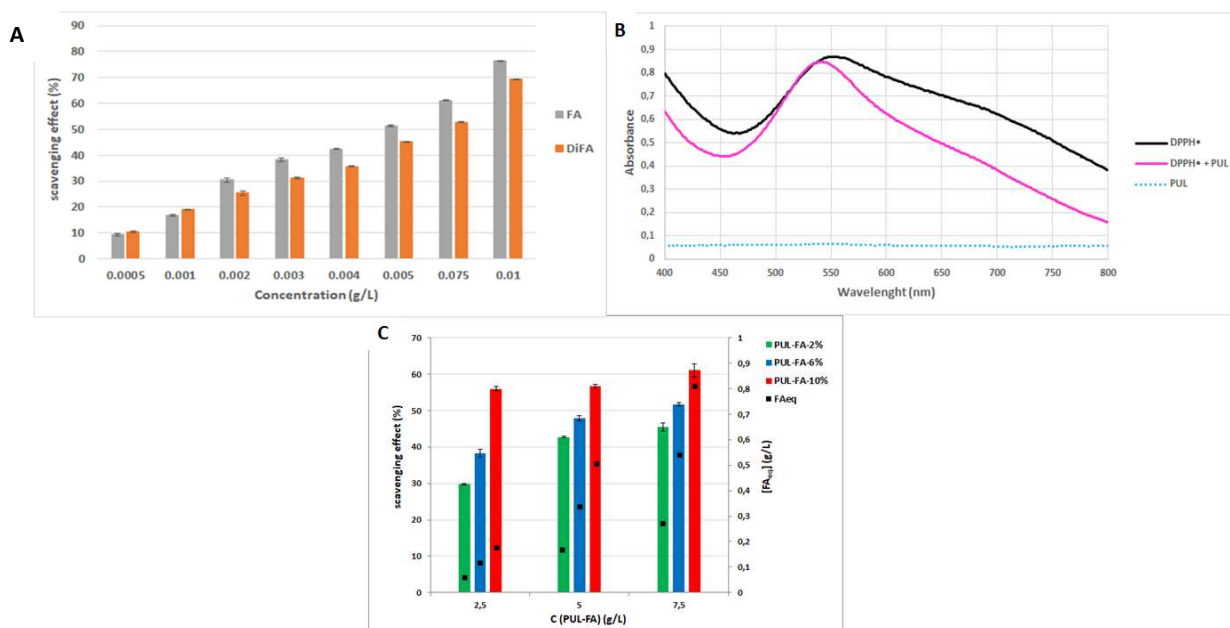 A
90
80
70
60
50
40
30
20
10
0
scavenging effect (%)
0.0005 0.001 0.002 0.003 0.004 0.005 0.075 0.01
Concentration (g/L)
FA
DiFA
B
1
0,9
0,8
0,7
0,6
0,5
0,4
0,3
0,2
0,1
0
Absorbance
400 450 500 550 600 650 700 750 800
Wavelenght (nm)
DPPH•
DPPH• + PUL
PUL
C
70
60
50
40
30
20
10
0
scavenging effect (%)
2,5 5 7,5
C (PUL-FA) (g/L)
1
0,9
0,8
0,7
0,6
0,5
0,4
0,3
0,2
0,1
0
[FAeq] (g/L)
PUL-FA-2%
PUL-FA-6%
PUL-FA-10%
FAeq